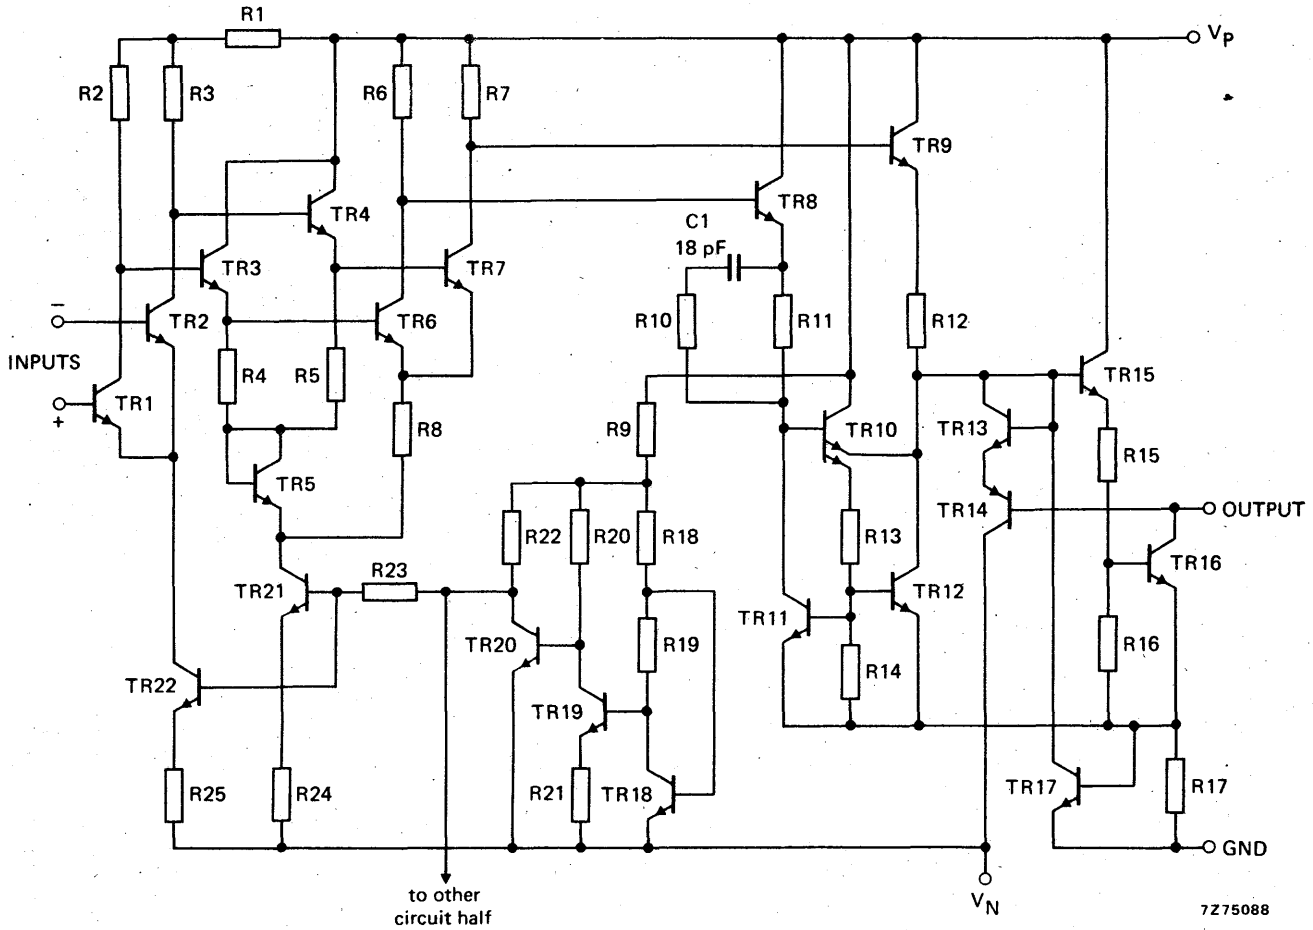 R1
VP
R2
R3
R6
R7
TR9
TR4
TR8
C1
18 pF
TR3
TR7
−
TR2
TR6
R10
R11
R12
INPUTS
R4
R5
TR15
TR1
+
R8
R9
TR10
TR13
R15
TR5
TR14
OUTPUT
R22
R20
R18
R13
TR16
R23
TR21
TR12
TR11
TR20
R19
R16
R14
TR22
TR19
R25
R24
R21
TR18
TR17
R17
GND
to other
circuit half
VN
7Z75088